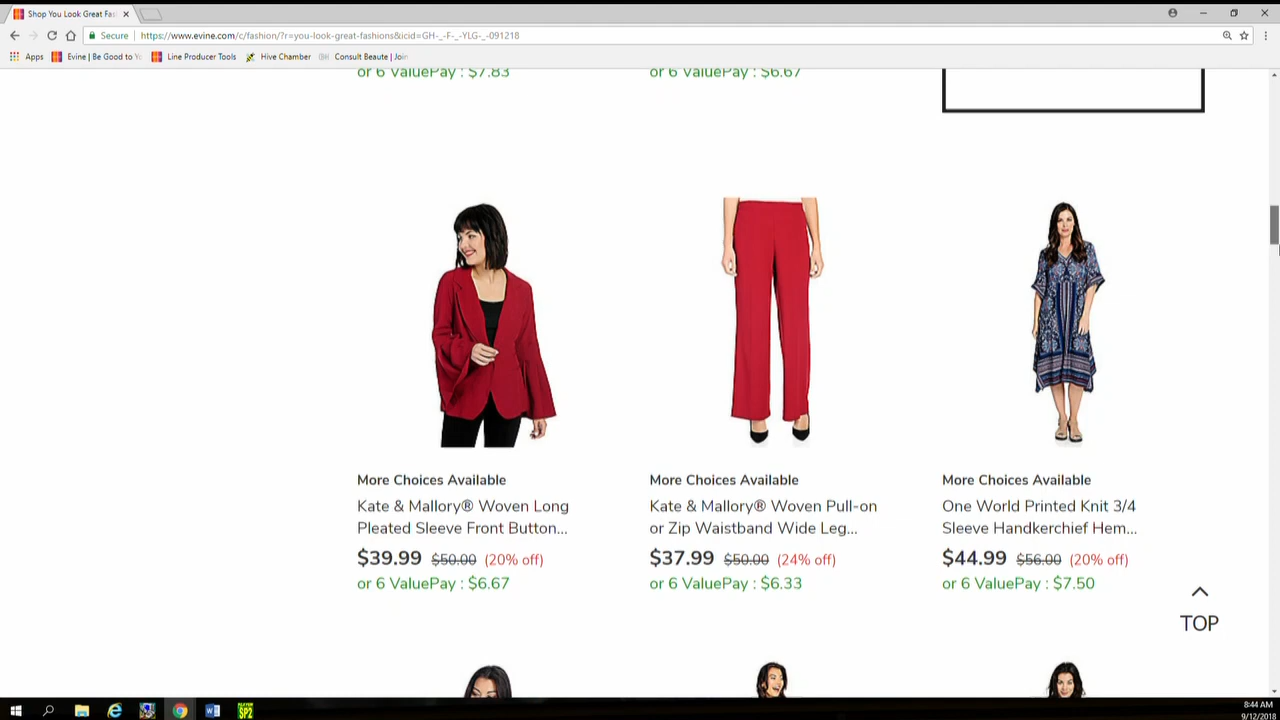 Shop You Look Great Fas
Secure
https://www.evine.com/c/fashion/?r=you-look-great-fashions&icid=GH-_-F-_-YLG-_-091218
Apps
Evine | Be Good to Yo
Line Producer Tools
Hive Chamber
Consult Beaute | Join
or 6 ValuePay : $7.83
or 6 ValuePay : $6.67
More Choices Available
Kate & Mallory® Woven Long
Pleated Sleeve Front Button...
$39.99 $50.00 (20% off)
or 6 ValuePay : $6.67
More Choices Available
Kate & Mallory® Woven Pull-on
or Zip Waistband Wide Leg...
$37.99 $50.00 (24% off)
or 6 ValuePay : $6.33
More Choices Available
One World Printed Knit 3/4
Sleeve Handkerchief Hem...
$44.99 $56.00 (20% off)
or 6 ValuePay : $7.50
TOP
8:44 AM
9/12/2018